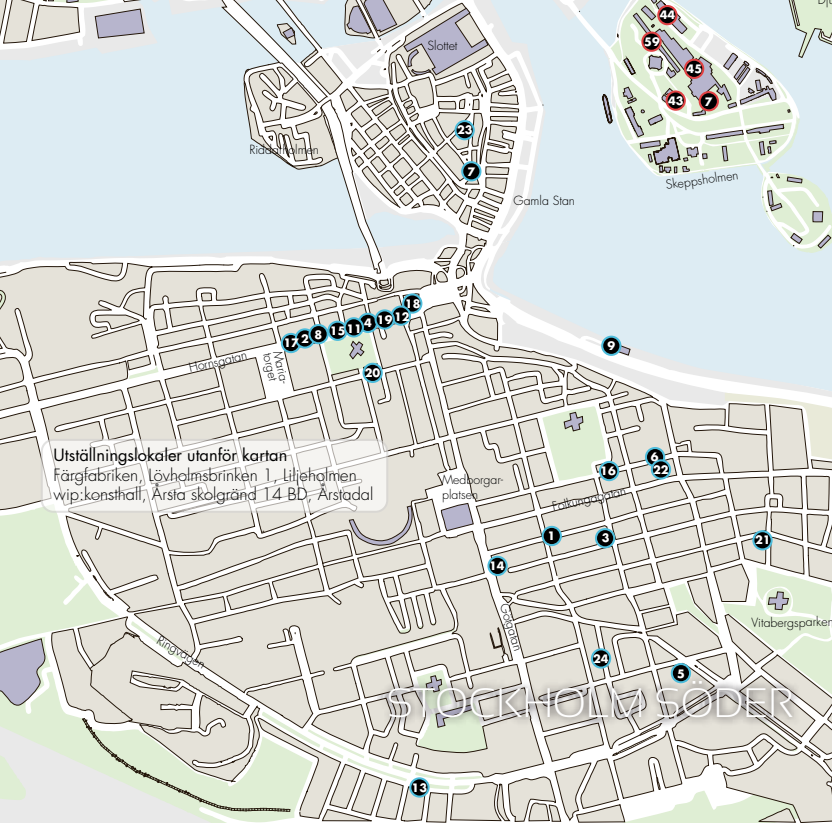 44
59
45
43
7
Slottet
23
Riddarholmen
7
Skeppsholmen
Gamla Stan
18
12
19
4
11
15
8
2
17
9
Hornsgatan
Maria-
torget
20
Utställningslokaler utanför kartan
Färgfabriken, Lövholmsbrinken 1, Liljeholmen
wip:konsthall, Årsta skolgränd 14 BD, Årstadal
6
22
16
Medborgar-
platsen
Folkungagatan
1
3
21
14
Götgatan
Vitabergsparken
Ringvägen
24
5
STOCKHOLM SÖDER
13